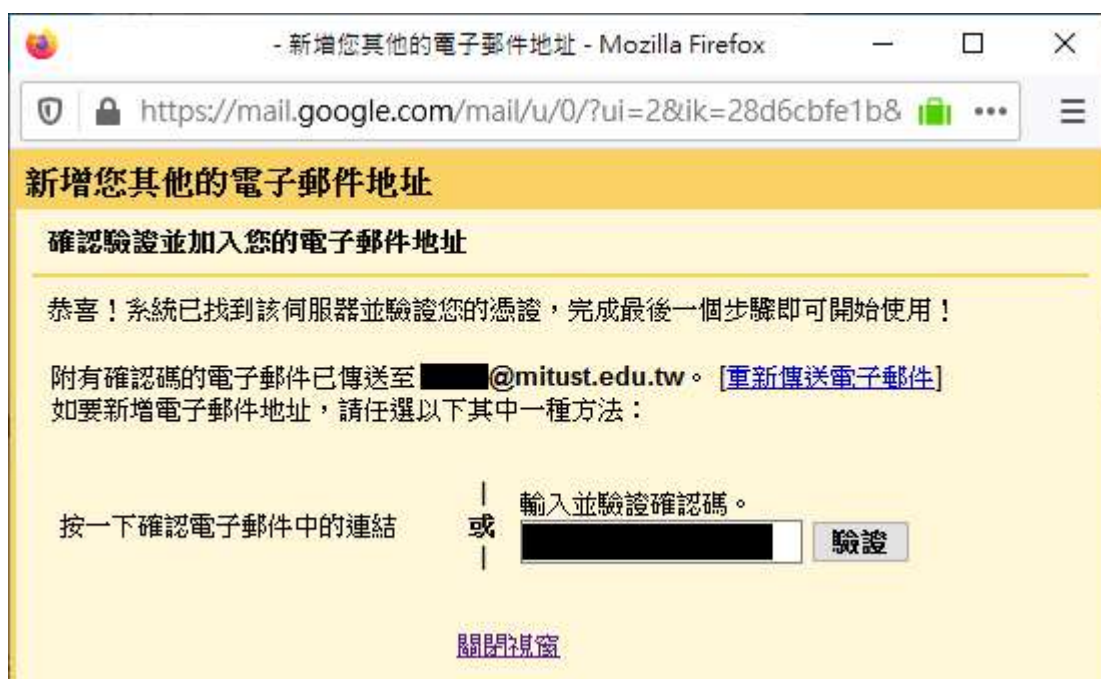 - 新增您其他的電子郵件地址 - Mozilla Firefox
https://mail.google.com/mail/u/0/?ui=2&ik=28d6cbfe1b&
新增您其他的電子郵件地址
確認驗證並加入您的電子郵件地址
恭喜！系統已找到該伺服器並驗證您的憑證，完成最後一個步驟即可開始使用！
附有確認碼的電子郵件已傳送至 @mitust.edu.tw。 [重新傳送電子郵件]
如要新增電子郵件地址，請任選以下其中一種方法：
按一下確認電子郵件中的連結
或
輸入並驗證確認碼。
驗證
關閉視窗